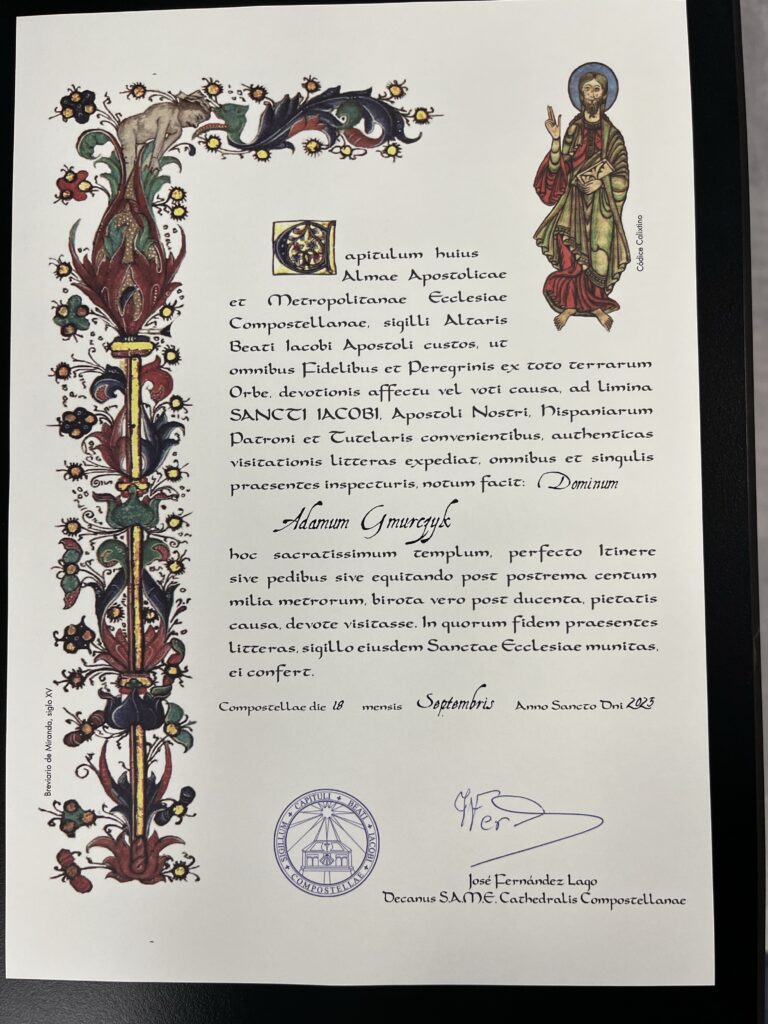 Códice Calixtino
Capitulum huius
Almae Apostolicae
et Metropolitanae Ecclesiae
Compostellanae, sigilli Altaris
Beati Iacobi Apostoli custos, ut
omnibus Fidelibus et Peregrinis ex toto terrarum
Orbe, devotionis affectu vel voti causa, ad limina
SANCTI IACOBI, Apostoli Nostri, Hispaniarum
Patroni et Tutelaris convenientibus, authenticas
visitationis litteras expediat, omnibus et singulis
praesentes inspecturis, notum facit: Dominum
Adamum Gmurczyk
hoc sacratissimum templum, perfecto Itinere
sive pedibus sive equitando post postrema centum
milia metrorum, birota vero post ducenta, pietatis
causa, devote visitasse. In quorum fidem praesentes
litteras, sigillo eiusdem Sanctae Ecclesiae munitas,
ei confert.
Compostellae die 18 mensis Septembris Anno Sancto Dni 2023
Breviario de Miranda, siglo XV
SIGILLUM CAPITULI BEATI IACOBI COMPOSTELLAE
José Fernández Lago
Decanus S.A.M.E. Cathedralis Compostellanae